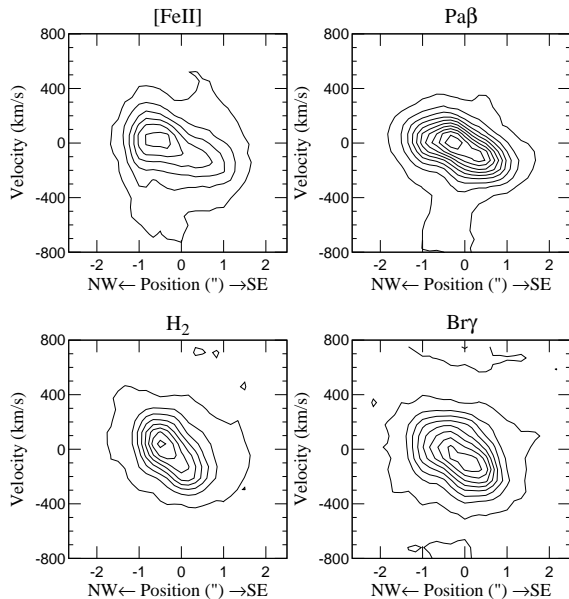 [FeII]
Paβ
800
400
0
-400
-800
Velocity (km/s)
-2 -1 0 1 2
NW← Position (") →SE
800
400
0
-400
-800
Velocity (km/s)
-2 -1 0 1 2
NW← Position (") →SE
H₂
Brγ
800
400
0
-400
-800
Velocity (km/s)
-2 -1 0 1 2
NW← Position (") →SE
800
400
0
-400
-800
Velocity (km/s)
-2 -1 0 1 2
NW← Position (") →SE